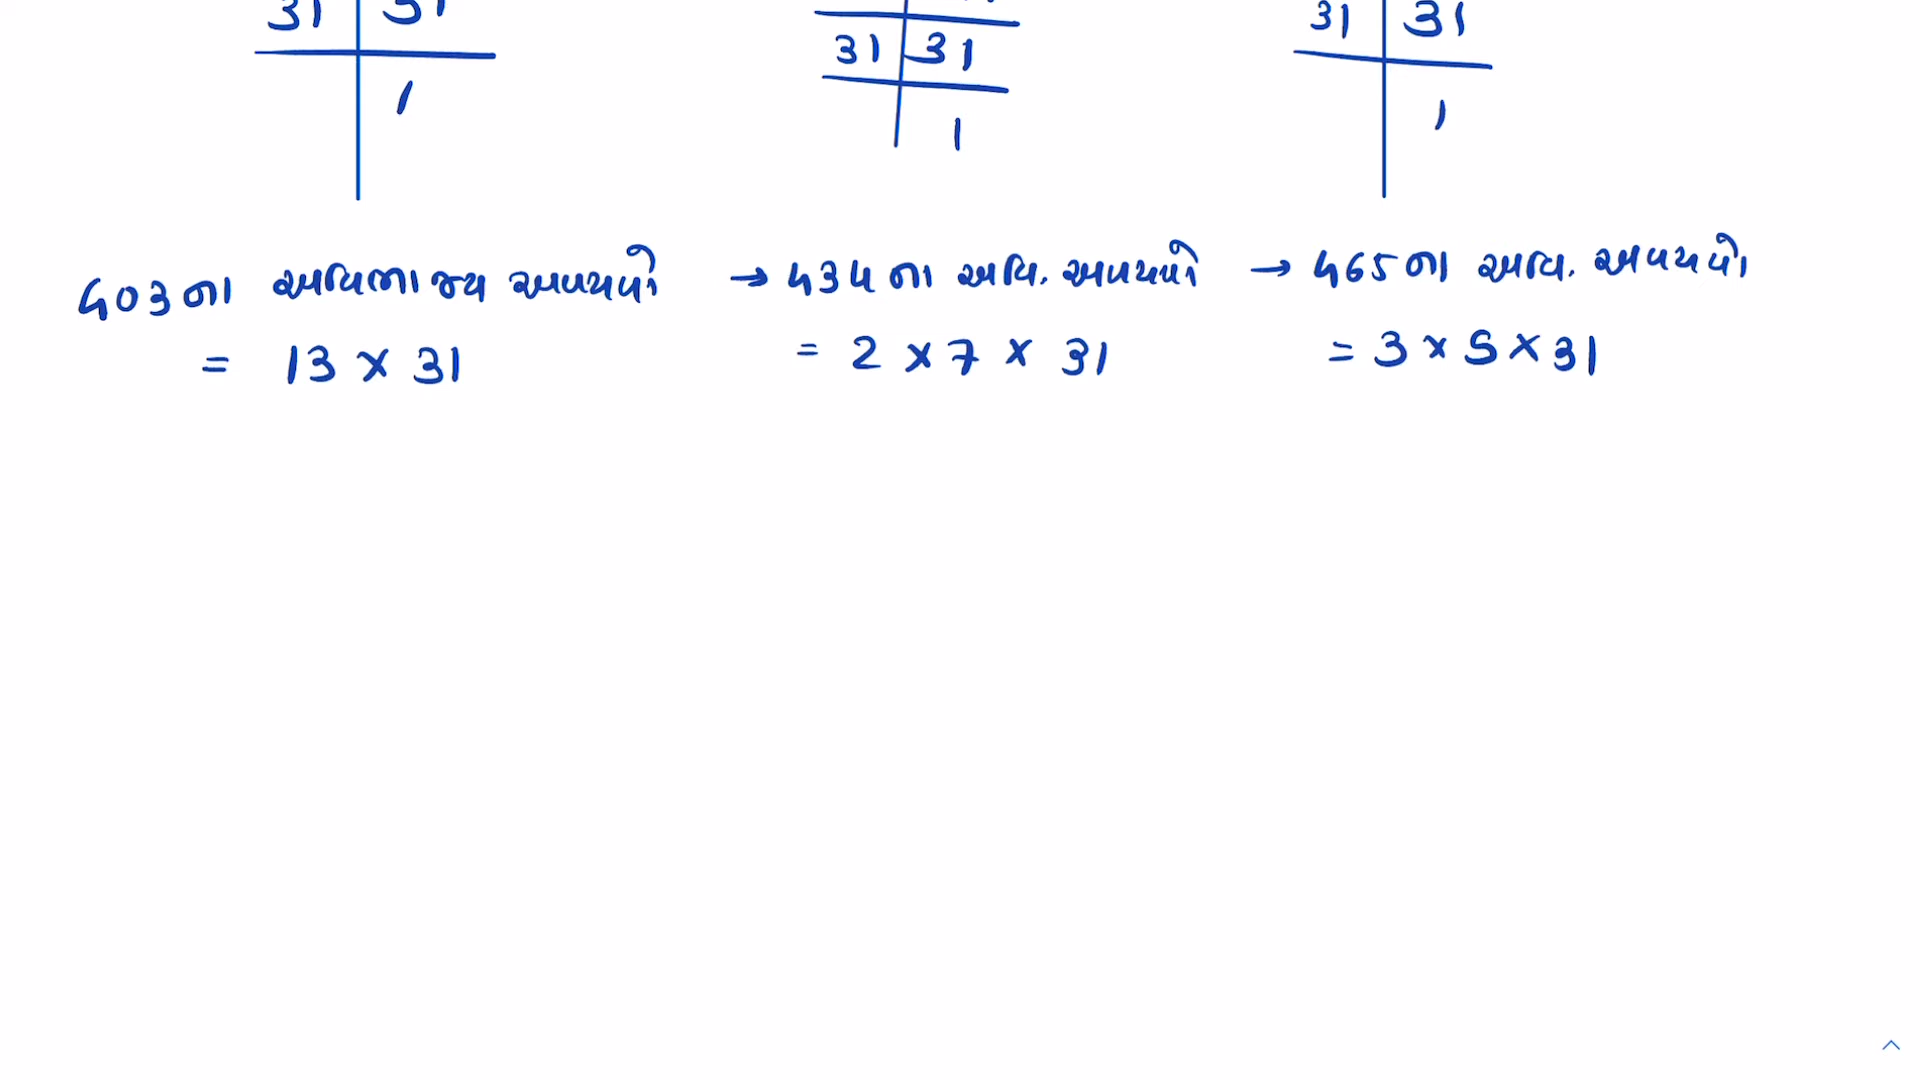 31 | 31
1
31 | 31
1
31 | 31
1
403ના અવિભાજ્ય અવયવો
= 13 × 31
→ 434ના અવિ. અવયવો
= 2 × 7 × 31
→ 465ના અવિ. અવયવો
= 3 × 5 × 31